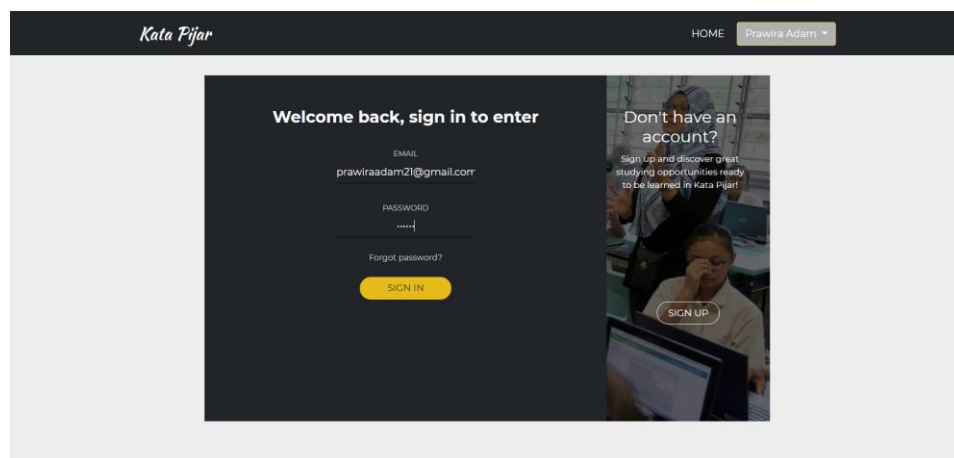 Kata Pijar
HOME
Prawira Adam
Welcome back, sign in to enter
EMAIL
prawiraadam21@gmail.com
PASSWORD
······
Forgot password?
SIGN IN
Don't have an
account?
Sign up and discover great
studying opportunities ready
to be learned in Kata Pijar!
SIGN UP